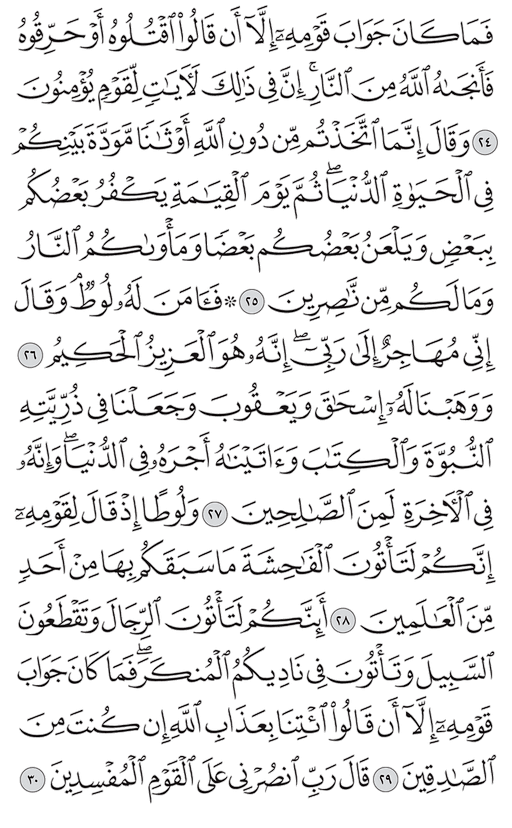 فَمَا كَانَ جَوَابَ قَوْمِهِۦٓ إِلَّآ أَن قَالُوا۟ ٱقْتُلُوهُ أَوْ حَرِّقُوهُ
فَأَنجَىٰهُ ٱللَّهُ مِنَ ٱلنَّارِ ۚ إِنَّ فِى ذَٰلِكَ لَـَٔايَٰتٍ لِّقَوْمٍ يُؤْمِنُونَ
٢٤ وَقَالَ إِنَّمَا ٱتَّخَذْتُم مِّن دُونِ ٱللَّهِ أَوْثَٰنًا مَّوَدَّةَ بَيْنِكُمْ
فِى ٱلْحَيَوٰةِ ٱلدُّنْيَا ۖ ثُمَّ يَوْمَ ٱلْقِيَٰمَةِ يَكْفُرُ بَعْضُكُم
بِبَعْضٍ وَيَلْعَنُ بَعْضُكُم بَعْضًا وَمَأْوَىٰكُمُ ٱلنَّارُ
وَمَا لَكُم مِّن نَّٰصِرِينَ ٢٥ ۞ فَـَٔامَنَ لَهُۥ لُوطٌ ۘ وَقَالَ
إِنِّى مُهَاجِرٌ إِلَىٰ رَبِّىٓ ۖ إِنَّهُۥ هُوَ ٱلْعَزِيزُ ٱلْحَكِيمُ ٢٦
وَوَهَبْنَا لَهُۥٓ إِسْحَٰقَ وَيَعْقُوبَ وَجَعَلْنَا فِى ذُرِّيَّتِهِ
ٱلنُّبُوَّةَ وَٱلْكِتَٰبَ وَءَاتَيْنَٰهُ أَجْرَهُۥ فِى ٱلدُّنْيَا ۖ وَإِنَّهُۥ
فِى ٱلْـَٔاخِرَةِ لَمِنَ ٱلصَّٰلِحِينَ ٢٧ وَلُوطًا إِذْ قَالَ لِقَوْمِهِۦٓ
إِنَّكُمْ لَتَأْتُونَ ٱلْفَٰحِشَةَ مَا سَبَقَكُم بِهَا مِنْ أَحَدٍ
مِّنَ ٱلْعَٰلَمِينَ ٢٨ أَئِنَّكُمْ لَتَأْتُونَ ٱلرِّجَالَ وَتَقْطَعُونَ
ٱلسَّبِيلَ وَتَأْتُونَ فِى نَادِيكُمُ ٱلْمُنكَرَ ۖ فَمَا كَانَ جَوَابَ
قَوْمِهِۦٓ إِلَّآ أَن قَالُوا۟ ٱئْتِنَا بِعَذَابِ ٱللَّهِ إِن كُنتَ مِنَ
ٱلصَّٰدِقِينَ ٢٩ قَالَ رَبِّ ٱنصُرْنِى عَلَى ٱلْقَوْمِ ٱلْمُفْسِدِينَ ٣٠